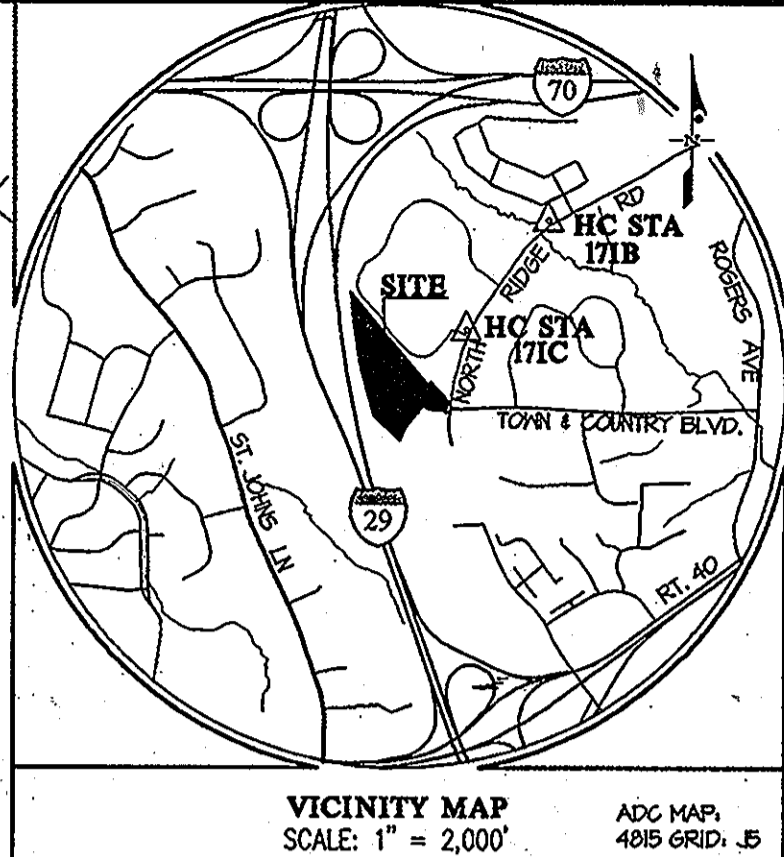 70
N
HC STA
171B
RIDGE RD
ROGERS AVE
SITE
HC STA
171C
NORTH
TOWN & COUNTRY BLVD.
ST. JOHNS LN
29
RT. 40
VICINITY MAP
SCALE: 1" = 2,000'
ADC MAP:
4815 GRID: J5